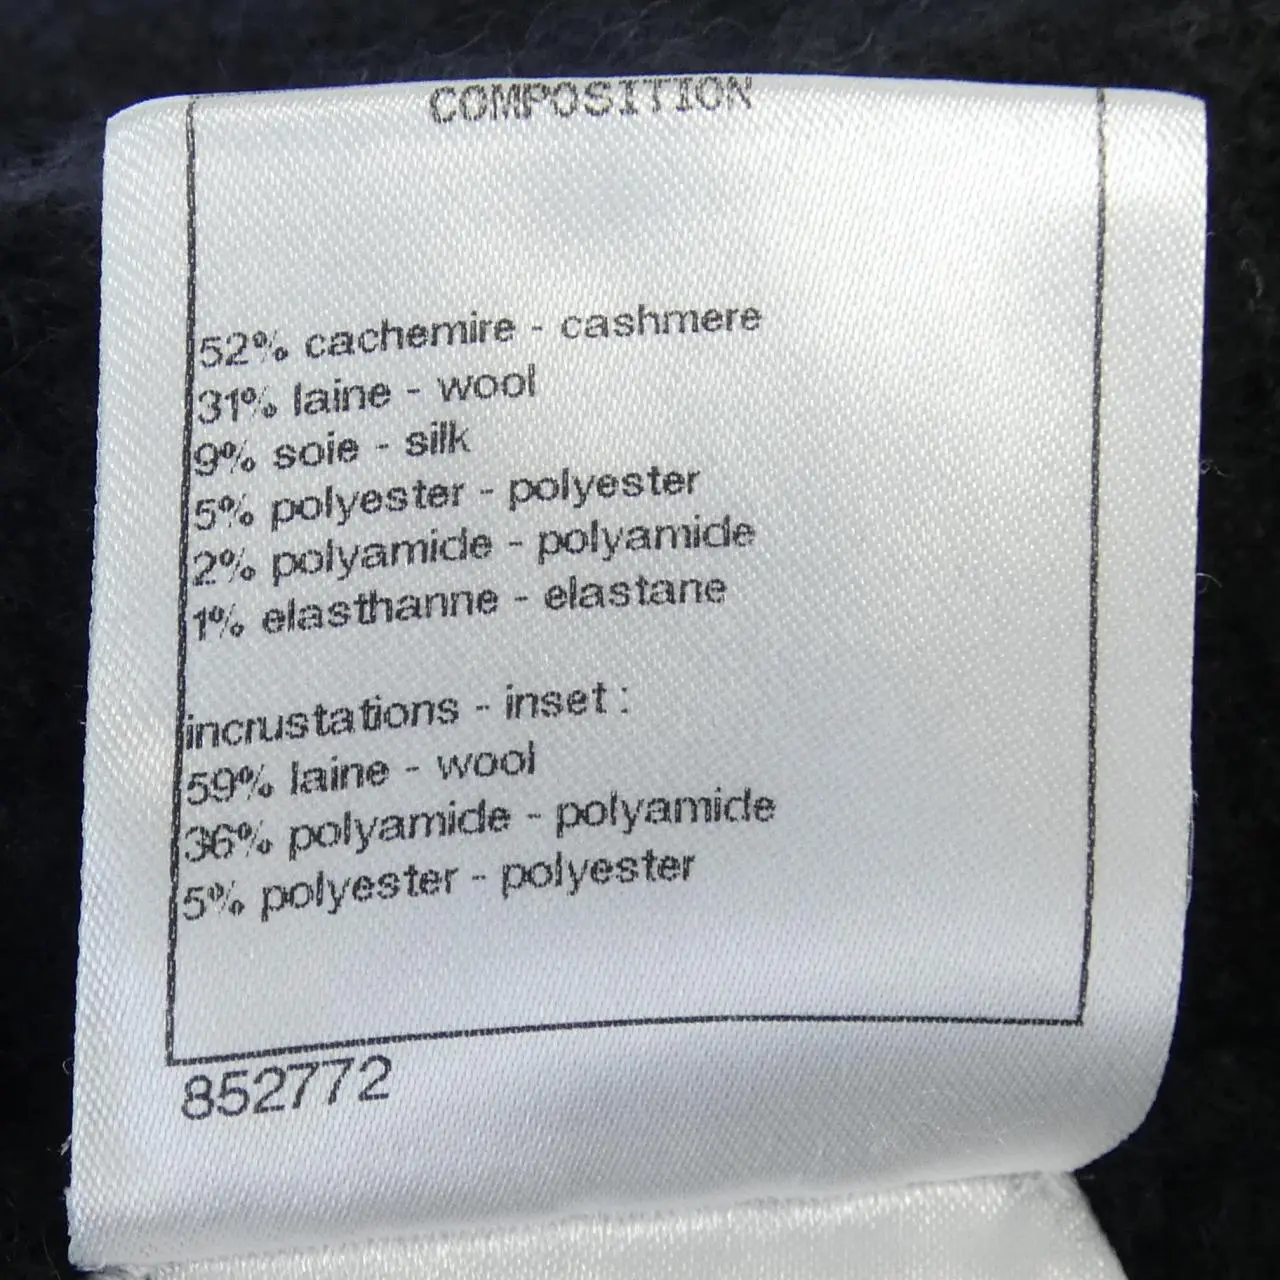 COMPOSITION
52% cachemire - cashmere
31% laine - wool
9% soie - silk
5% polyester - polyester
2% polyamide - polyamide
1% elasthanne - elastane
incrustations - inset :
59% laine - wool
36% polyamide - polyamide
5% polyester - polyester
852772